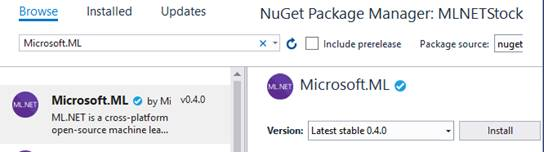 Browse Installed Updates
NuGet Package Manager: MLNETStock
Microsoft.ML
Include prerelease
Package source: nuget
ML.NET
Microsoft.ML by Mi v0.4.0
ML.NET is a cross-platform
open-source machine lea...
ML.NET
Microsoft.ML
Version: Latest stable 0.4.0
Install